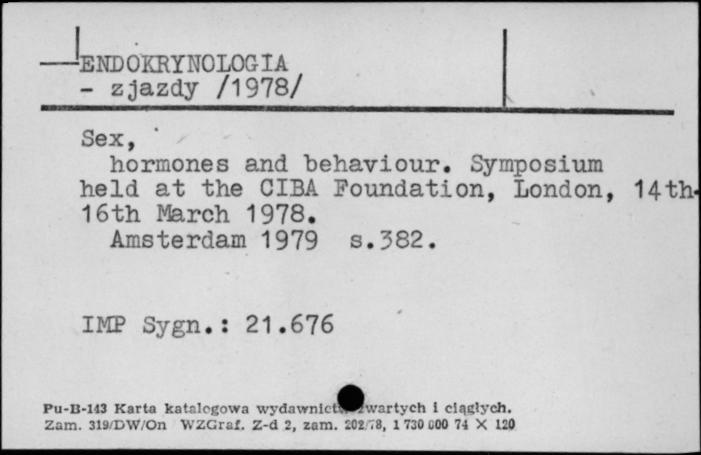 ENDOKRYNOLOGIA
- zjazdy /1978/
Sex,
hormones and behaviour. Symposium
held at the CIBA Foundation, London, 14th-
16th March 1978.
Amsterdam 1979 s.382.
IMP Sygn.: 21.676
Pu-B-143 Karta katalogowa zwartych i ciągłych.
Zam. 319/DW/On WZGraf. Z-d 2, zam. 202/78, 1 730 000 74 X 120